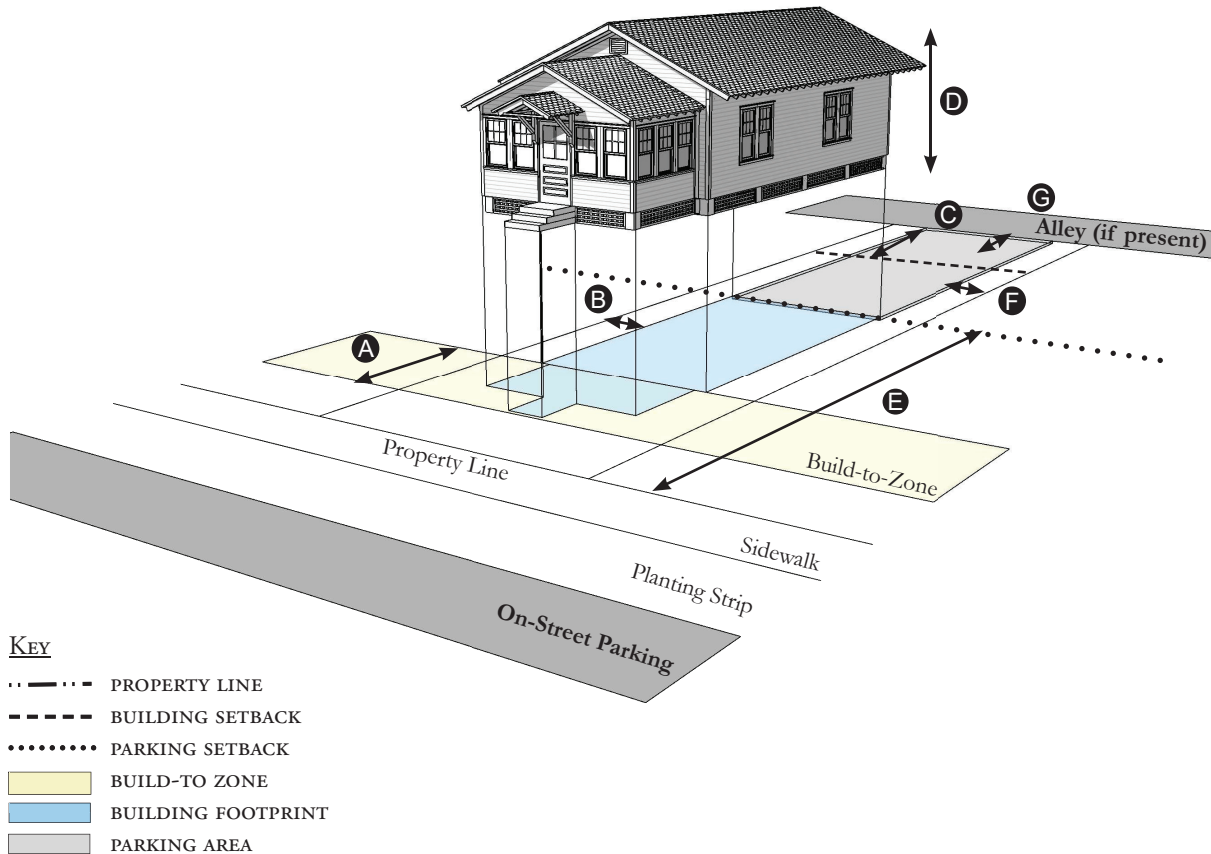 D
G
C
Alley (if present)
B
F
A
E
Property Line
Build-to-Zone
Sidewalk
Planting Strip
On-Street Parking
KEY
PROPERTY LINE
BUILDING SETBACK
PARKING SETBACK
BUILD-TO ZONE
BUILDING FOOTPRINT
PARKING AREA